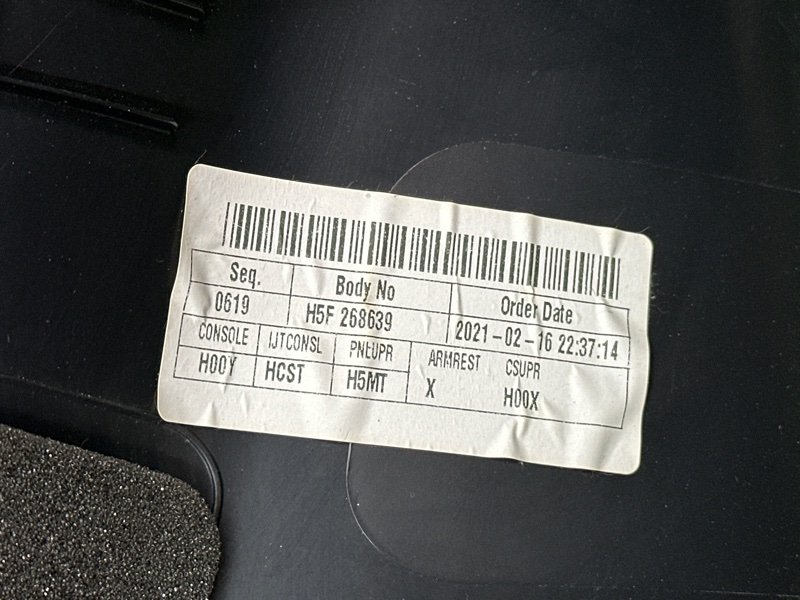 Seq. Body No Order Date
0619 H5F 268639 2021-02-16 22:37:14
CONSOLE IJTCONSL PNLUPR ARMREST CSUPR
H00Y HCST H5MT X H00X